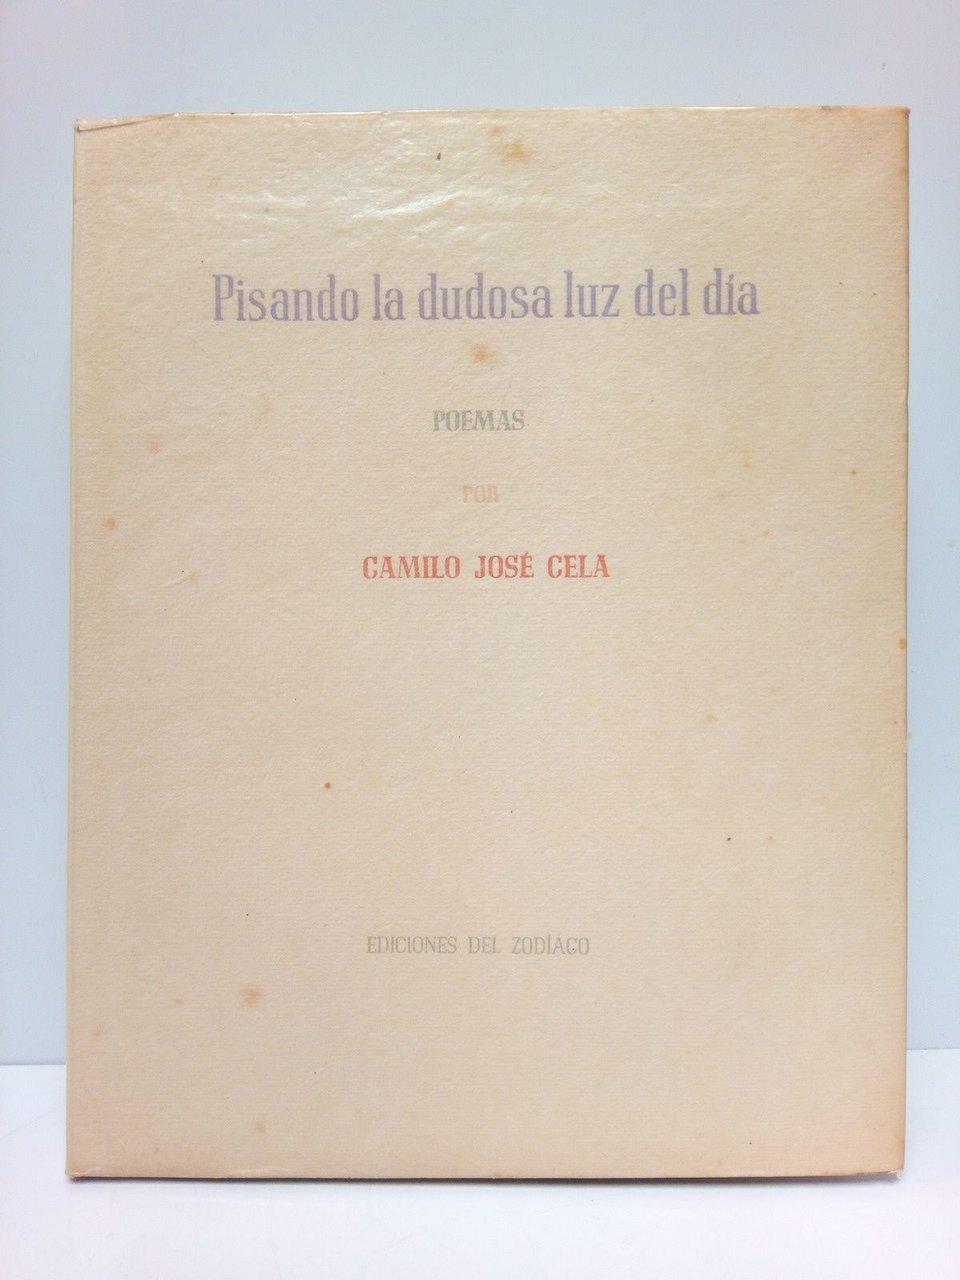 Pisando la dudosa luz del día
POEMAS
POR
CAMILO JOSÉ CELA
EDICIONES DEL ZODÍACO